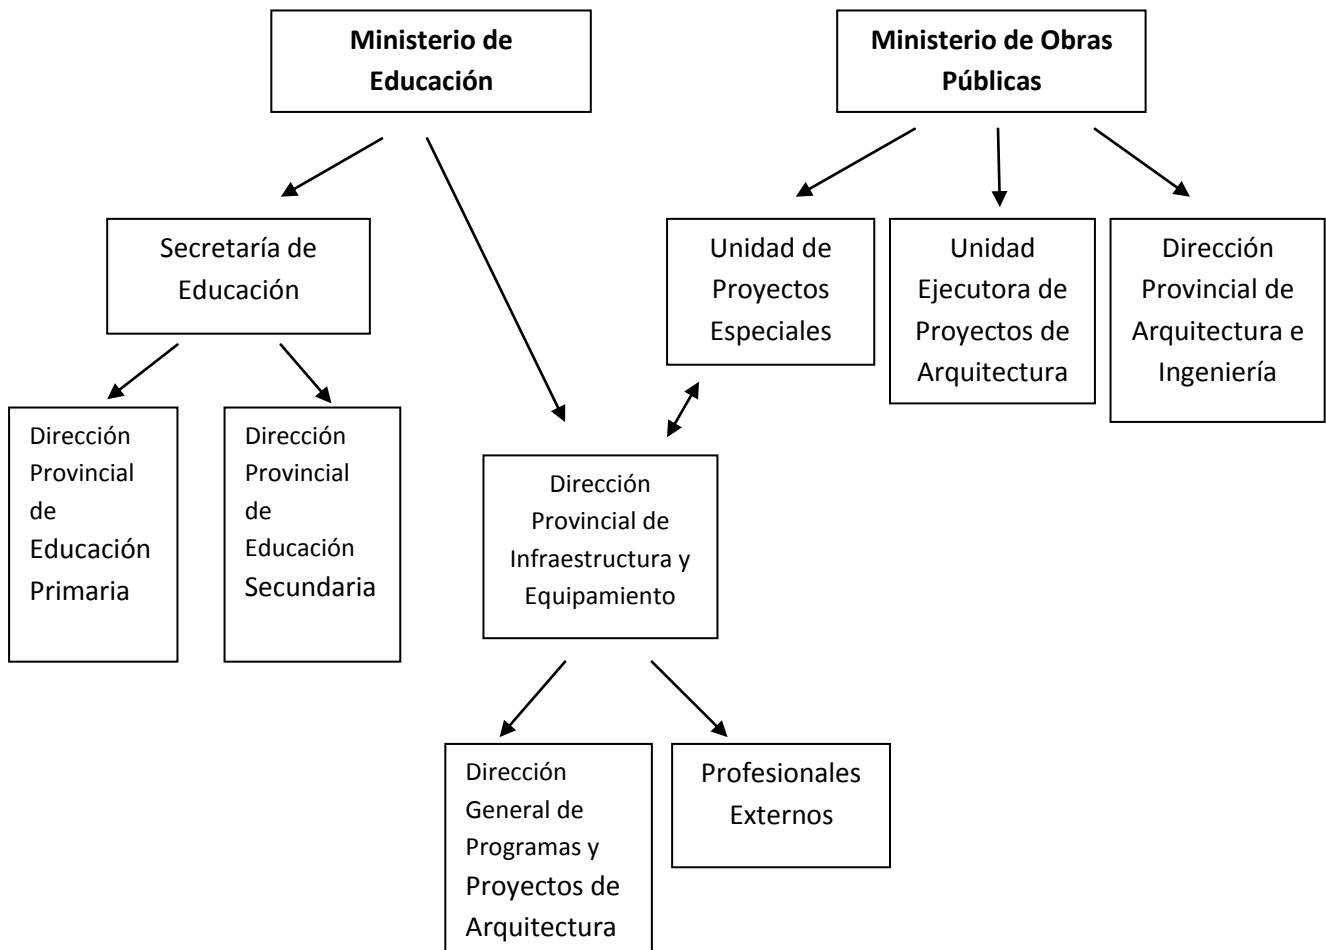 Ministerio de
Educación
Ministerio de Obras
Públicas
Secretaría de
Educación
Unidad de
Proyectos
Especiales
Unidad
Ejecutora de
Proyectos de
Arquitectura
Dirección
Provincial de
Arquitectura e
Ingeniería
Dirección
Provincial
de
Educación
Primaria
Dirección
Provincial
de
Educación
Secundaria
Dirección
Provincial de
Infraestructura y
Equipamiento
Dirección
General de
Programas y
Proyectos de
Arquitectura
Profesionales
Externos